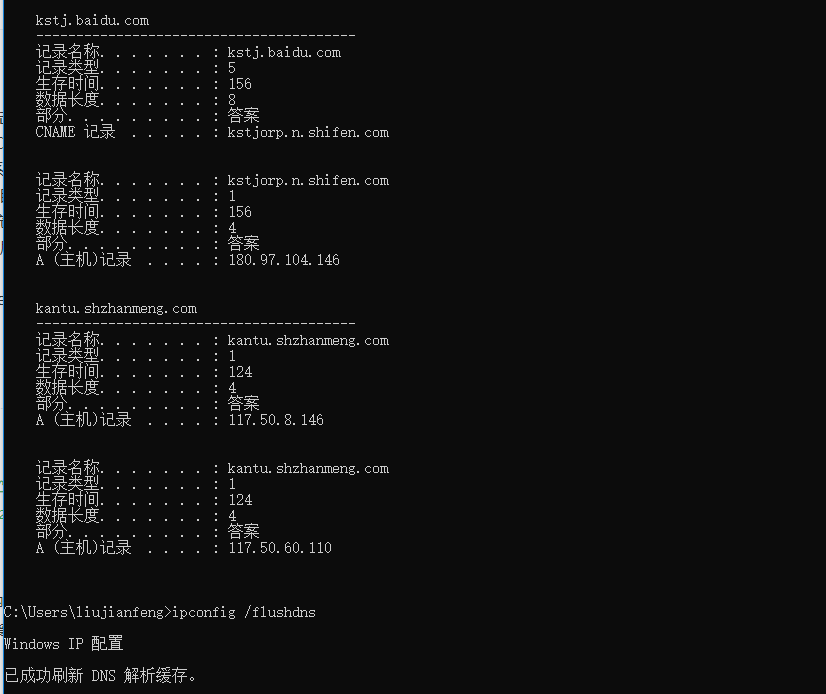 kstj.baidu.com
----------------------------------------
记录名称. . . . . . . : kstj.baidu.com
记录类型. . . . . . . : 5
生存时间. . . . . . . : 156
数据长度. . . . . . . : 8
部分. . . . . . . . . : 答案
CNAME 记录  . . . . . : kstjorp.n.shifen.com
记录名称. . . . . . . : kstjorp.n.shifen.com
记录类型. . . . . . . : 1
生存时间. . . . . . . : 156
数据长度. . . . . . . : 4
部分. . . . . . . . . : 答案
A (主机)记录  . . . . : 180.97.104.146
kantu.shzhanmeng.com
----------------------------------------
记录名称. . . . . . . : kantu.shzhanmeng.com
记录类型. . . . . . . : 1
生存时间. . . . . . . : 124
数据长度. . . . . . . : 4
部分. . . . . . . . . : 答案
A (主机)记录  . . . . : 117.50.8.146
记录名称. . . . . . . : kantu.shzhanmeng.com
记录类型. . . . . . . : 1
生存时间. . . . . . . : 124
数据长度. . . . . . . : 4
部分. . . . . . . . . : 答案
A (主机)记录  . . . . : 117.50.60.110
C:\Users\liujianfeng>ipconfig /flushdns
Windows IP 配置
已成功刷新 DNS 解析缓存。